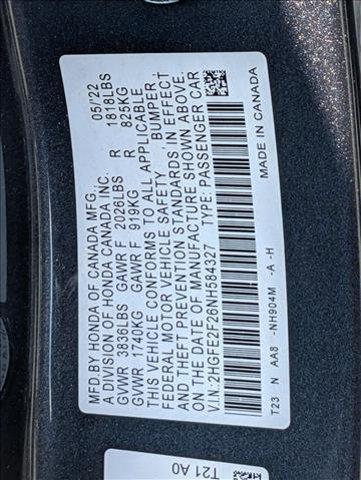 MFD BY HONDA OF CANADA MFG.,
A DIVISION OF HONDA CANADA INC. 05/'22
GVWR 3836LBS GAWR F 2026LBS R 1818LBS
GVWR 1740KG GAWR F 919KG R 825KG
THIS VEHICLE CONFORMS TO ALL APPLICABLE
FEDERAL MOTOR VEHICLE SAFETY, BUMPER,
AND THEFT PREVENTION STANDARDS IN EFFECT
ON THE DATE OF MANUFACTURE SHOWN ABOVE.
V.I.N: 2HGFE2F26NH584327 TYPE: PASSENGER CAR
MADE IN CANADA
T23 N AA8 -NH904M -A -H
T21 A0